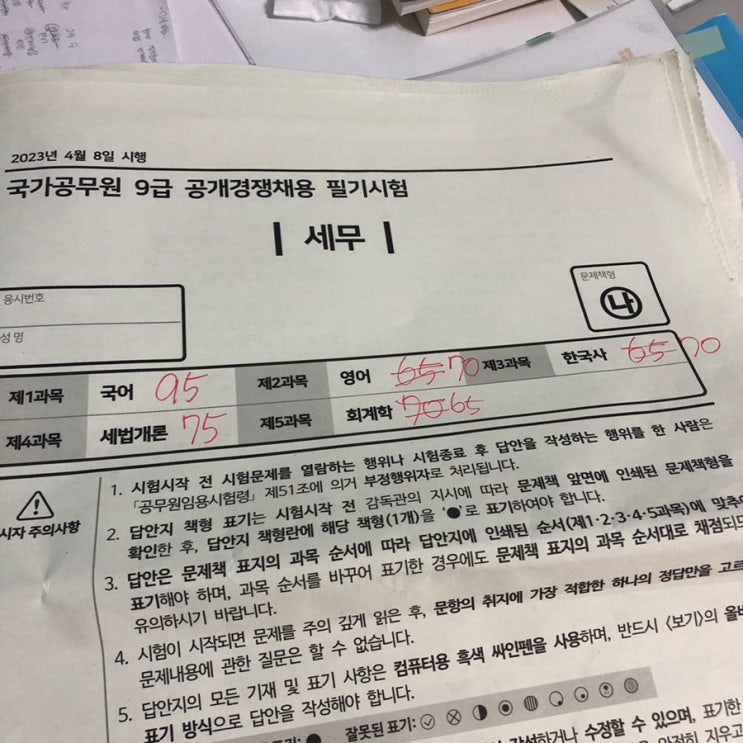 2023년 4월 8일 시행
국가공무원 9급 공개경쟁채용 필기시험
세무
응시번호
성명
문제책형
나
제1과목 국어 95 제2과목 영어 65 70 제3과목 한국사 65 70
제4과목 세법개론 75 제5과목 회계학 70 65
시자 주의사항
1. 시험시작 전 시험문제를 열람하는 행위나 시험종료 후 답안을 작성하는 행위를 한 사람은
「공무원임용시험령」 제51조에 의거 부정행위자로 처리됩니다.
2. 답안지 책형 표기는 시험시작 전 감독관의 지시에 따라 문제책 앞면에 인쇄된 문제책형을
확인한 후, 답안지 책형란에 해당 책형(1개)을 ‘●’로 표기하여야 합니다.
3. 답안은 문제책 표지의 과목 순서에 따라 답안지에 인쇄된 순서(제1·2·3·4·5과목)에 맞추어
표기해야 하며, 과목 순서를 바꾸어 표기한 경우에도 문제책 표지의 과목 순서대로 채점되므
유의하시기 바랍니다.
4. 시험이 시작되면 문제를 주의 깊게 읽은 후, 문항의 취지에 가장 적합한 하나의 정답만을 고르
문제내용에 관한 질문은 할 수 없습니다.
5. 답안지의 모든 기재 및 표기 사항은 컴퓨터용 흑색 싸인펜을 사용하며, 반드시 〈보기〉의 올바
표기 방식으로 답안을 작성해야 합니다.
잘못된 표기:
수정할 수 있으며, 표기한